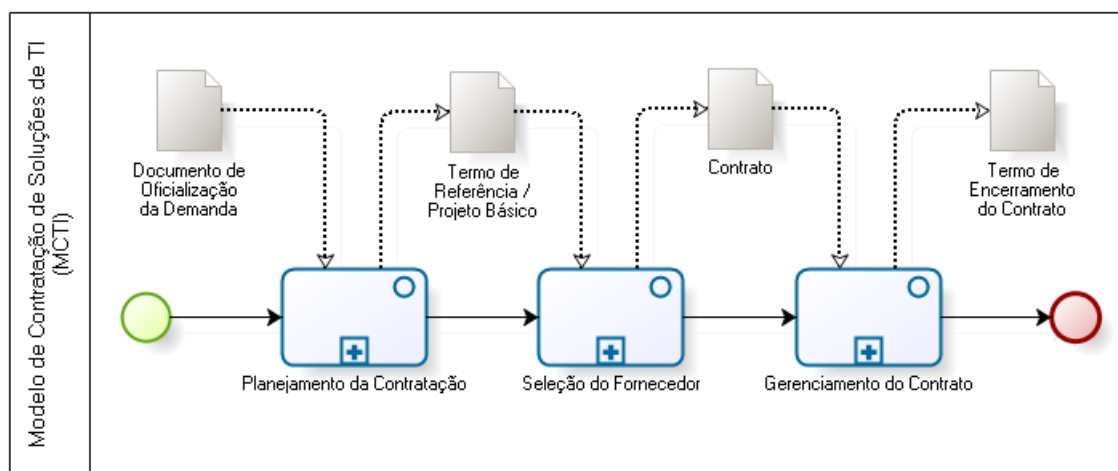 Modelo de Contratação de Soluções de TI
(MCTI)
Documento de
Oficialização
da Demanda
Termo de
Referência /
Projeto Básico
Contrato
Termo de
Encerramento
do Contrato
Planejamento da Contratação
Seleção do Fornecedor
Gerenciamento do Contrato